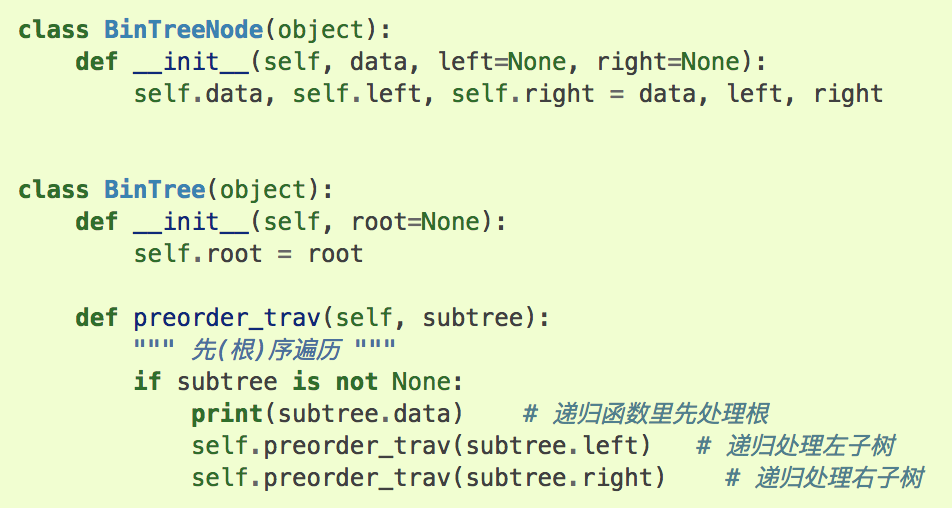 class BinTreeNode(object):
    def __init__(self, data, left=None, right=None):
        self.data, self.left, self.right = data, left, right
class BinTree(object):
    def __init__(self, root=None):
        self.root = root
    def preorder_trav(self, subtree):
        """ 先(根)序遍历 """
        if subtree is not None:
            print(subtree.data)    # 递归函数里先处理根
            self.preorder_trav(subtree.left)   # 递归处理左子树
            self.preorder_trav(subtree.right)    # 递归处理右子树